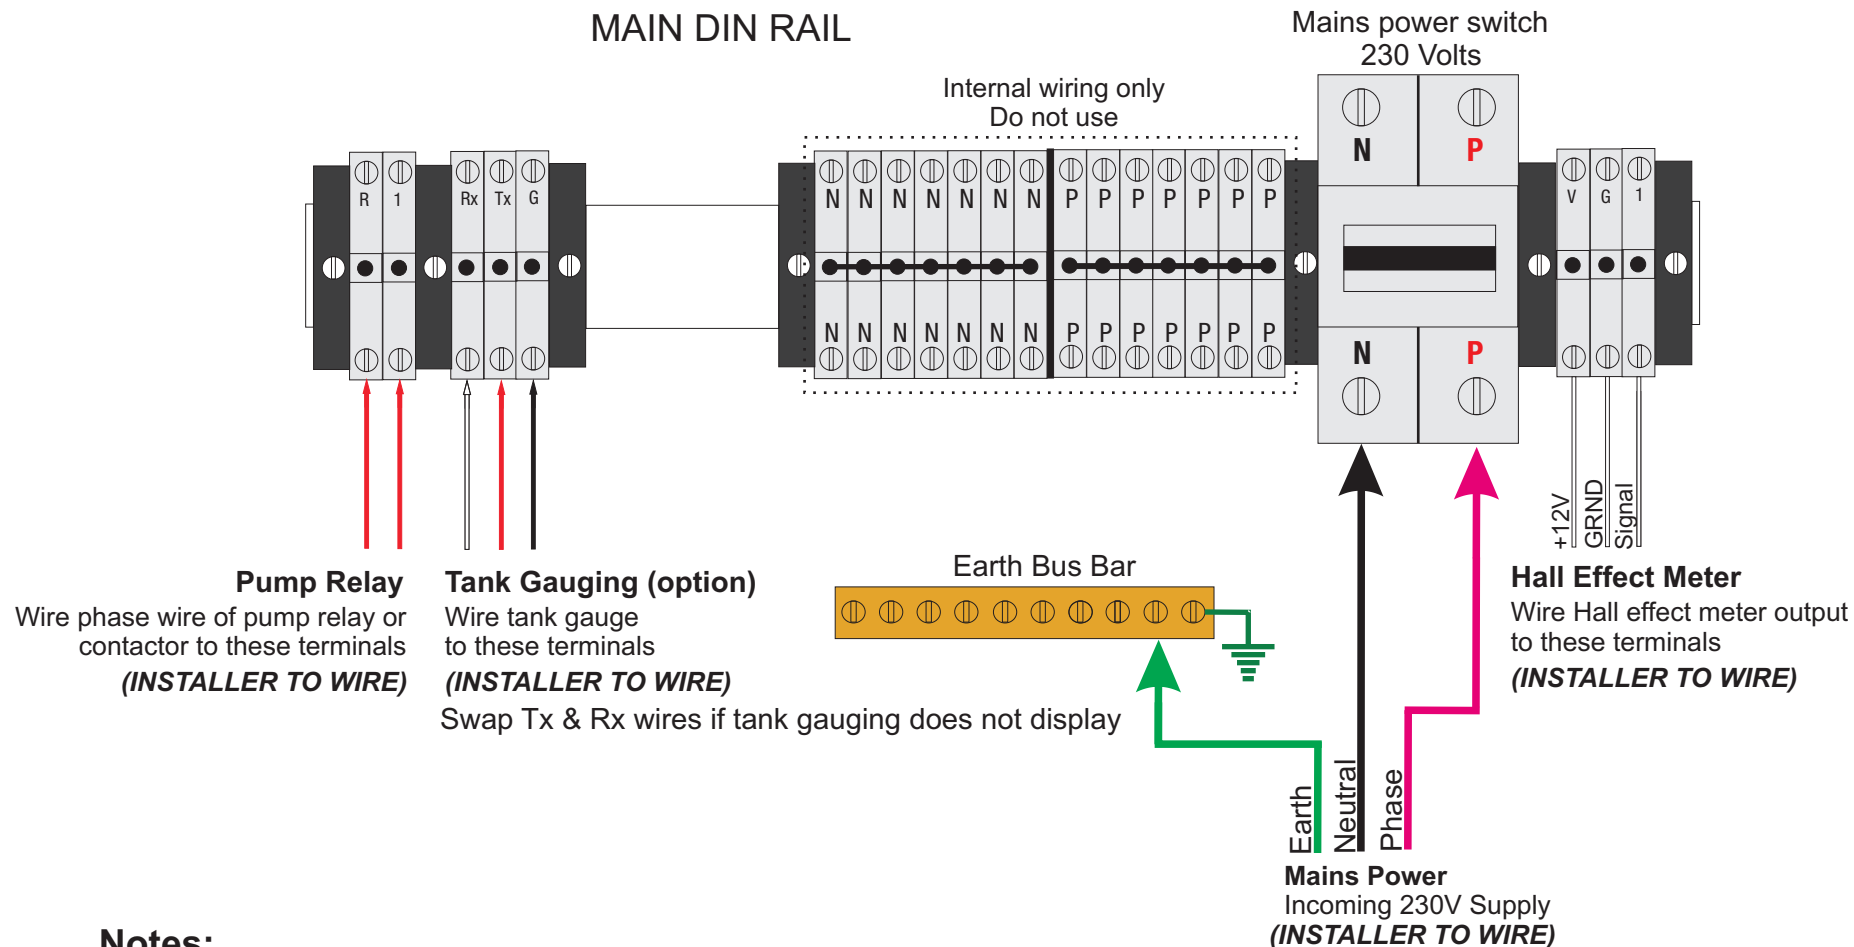 MAIN DIN RAIL
Mains power switch
230 Volts
Internal wiring only
Do not use
N P
R 1 Rx Tx G
N N N N N N N P P P P P P P
V G 1
N N N N N N N P P P P P P P
N P
+12V
GRND
Signal
Pump Relay
Wire phase wire of pump relay or
contactor to these terminals
(INSTALLER TO WIRE)
Tank Gauging (option)
Wire tank gauge
to these terminals
(INSTALLER TO WIRE)
Swap Tx & Rx wires if tank gauging does not display
Earth Bus Bar
Hall Effect Meter
Wire Hall effect meter output
to these terminals
(INSTALLER TO WIRE)
Earth
Neutral
Phase
Mains Power
Incoming 230V Supply
(INSTALLER TO WIRE)
Notes: